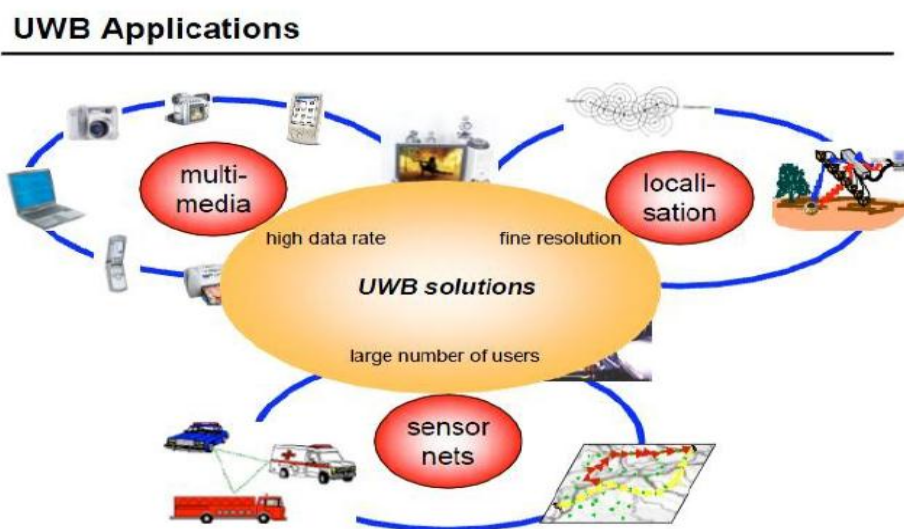 UWB Applications
multi-
media
locali-
sation
high data rate
fine resolution
UWB solutions
large number of users
sensor
nets